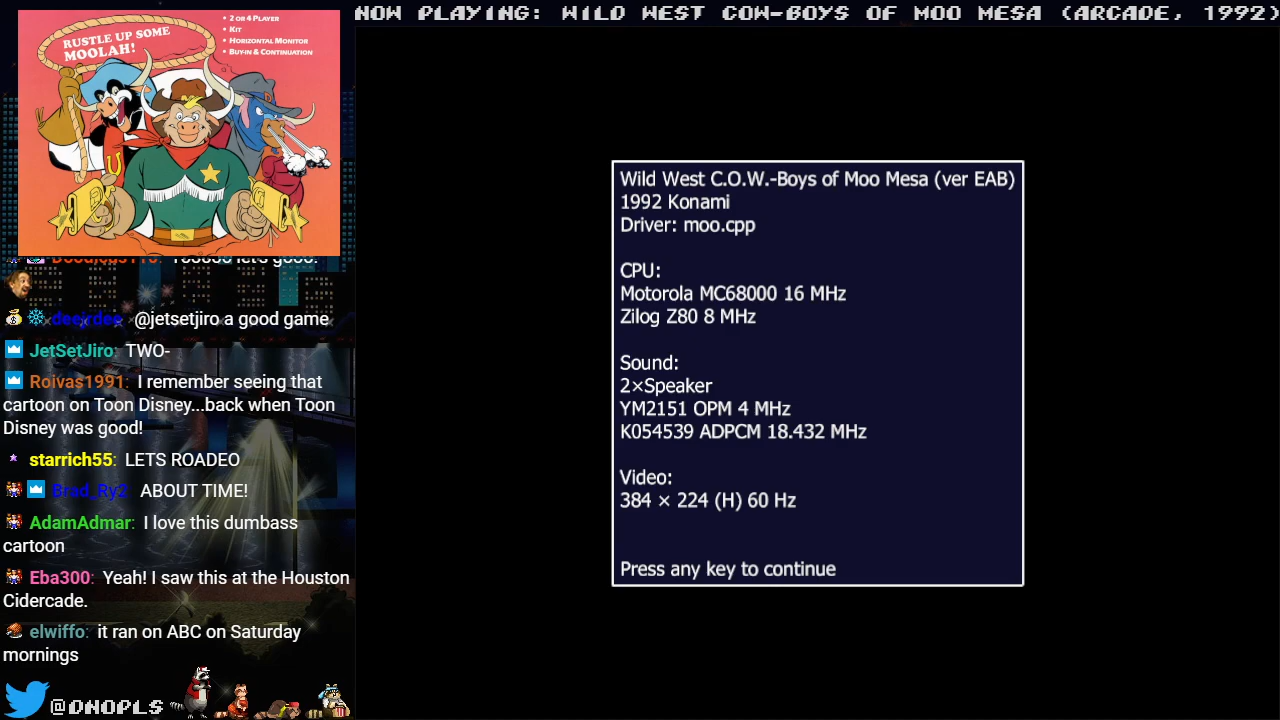 NOW PLAYING: WILD WEST COW-BOYS OF MOO MESA (ARCADE, 1992)
RUSTLE UP SOME
MOOLAH!
• 2 OR 4 PLAYER
• KIT
• HORIZONTAL MONITOR
• BUY-IN & CONTINUATION
let's good!
deejrdee @jetsetjiro a good game
JetSetJiro: TWO-
Roivas1991: I remember seeing that
cartoon on Toon Disney...back when Toon
Disney was good!
starrich55: LETS ROADEO
Brad_Ry2 ABOUT TIME!
AdamAdmar: I love this dumbass
cartoon
Eba300: Yeah! I saw this at the Houston
Cidercade.
elwiffo: it ran on ABC on Saturday
mornings
@OHOPLS
Wild West C.O.W.-Boys of Moo Mesa (ver EAB)
1992 Konami
Driver: moo.cpp
CPU:
Motorola MC68000 16 MHz
Zilog Z80 8 MHz
Sound:
2×Speaker
YM2151 OPM 4 MHz
K054539 ADPCM 18.432 MHz
Video:
384 × 224 (H) 60 Hz
Press any key to continue